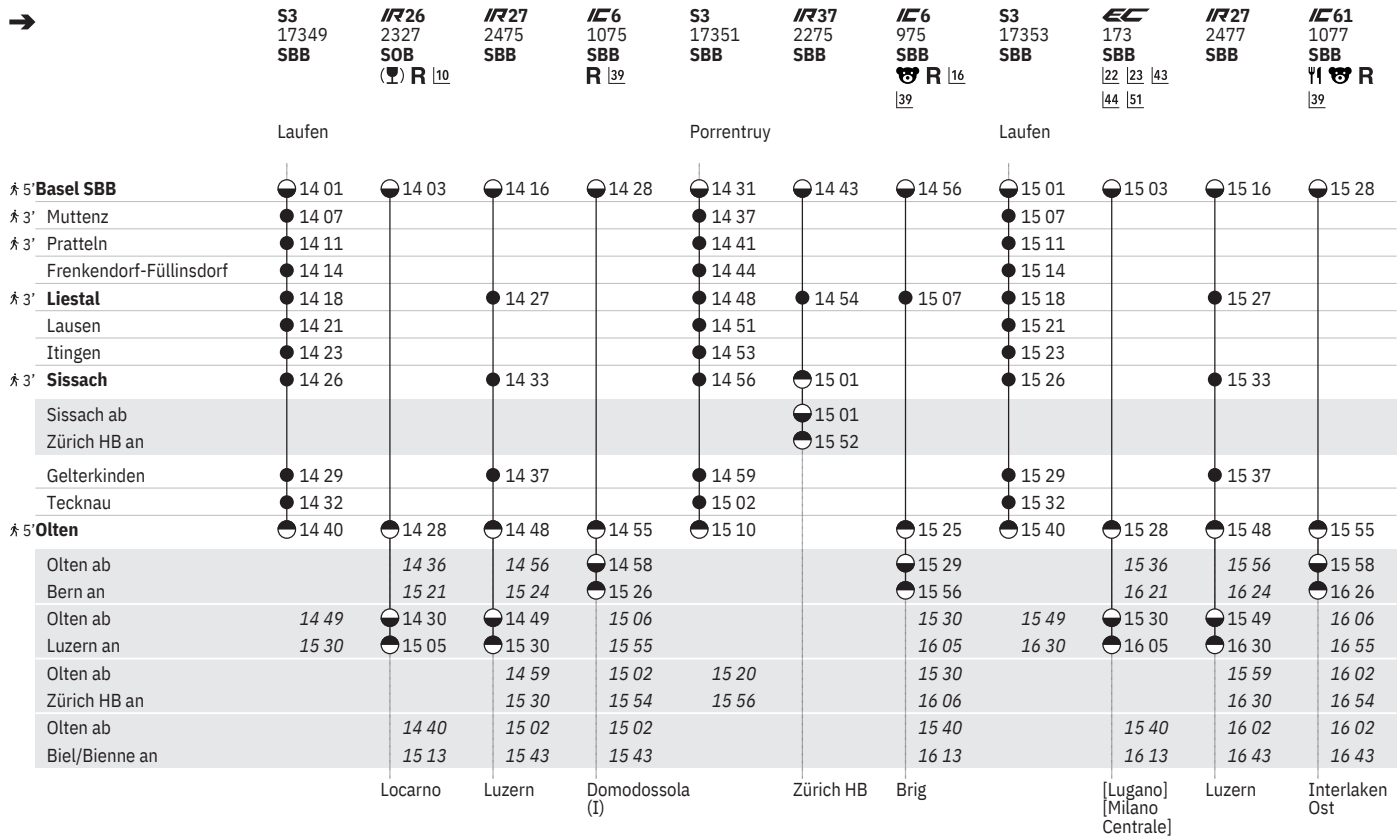 S3 IR26 IR27 IC6 S3 IR37 IC6 S3 EC IR27 IC61
17349 2327 2475 1075 17351 2275 975 17353 173 2477 1077
SBB SOB SBB SBB SBB SBB SBB SBB SBB SBB SBB
R 10 R 39 R 16 22 23 43 R
39 44 51 39
Laufen Porrentruy Laufen
5' Basel SBB 14 01 14 03 14 16 14 28 14 31 14 43 14 56 15 01 15 03 15 16 15 28
3' Muttenz 14 07 14 37 15 07
3' Pratteln 14 11 14 41 15 11
Frenkendorf-Füllinsdorf 14 14 14 44 15 14
3' Liestal 14 18 14 27 14 48 14 54 15 07 15 18 15 27
Lausen 14 21 14 51 15 21
Itingen 14 23 14 53 15 23
3' Sissach 14 26 14 33 14 56 15 01 15 26 15 33
Sissach ab 15 01
Zürich HB an 15 52
Gelterkinden 14 29 14 37 14 59 15 29 15 37
Tecknau 14 32 15 02 15 32
5' Olten 14 40 14 28 14 48 14 55 15 10 15 25 15 40 15 28 15 48 15 55
Olten ab 14 36 14 56 14 58 15 29 15 36 15 56 15 58
Bern an 15 21 15 24 15 26 15 56 16 21 16 24 16 26
Olten ab 14 49 14 30 14 49 15 06 15 30 15 49 15 30 15 49 16 06
Luzern an 15 30 15 05 15 30 15 55 16 05 16 30 16 05 16 30 16 55
Olten ab 14 59 15 02 15 20 15 30 15 59 16 02
Zürich HB an 15 30 15 54 15 56 16 06 16 30 16 54
Olten ab 14 40 15 02 15 02 15 40 15 40 16 02 16 02
Biel/Bienne an 15 13 15 43 15 43 16 13 16 13 16 43 16 43
Locarno Luzern Domodossola Zürich HB Brig [Lugano] Luzern Interlaken
(I) [Milano Ost
Centrale]